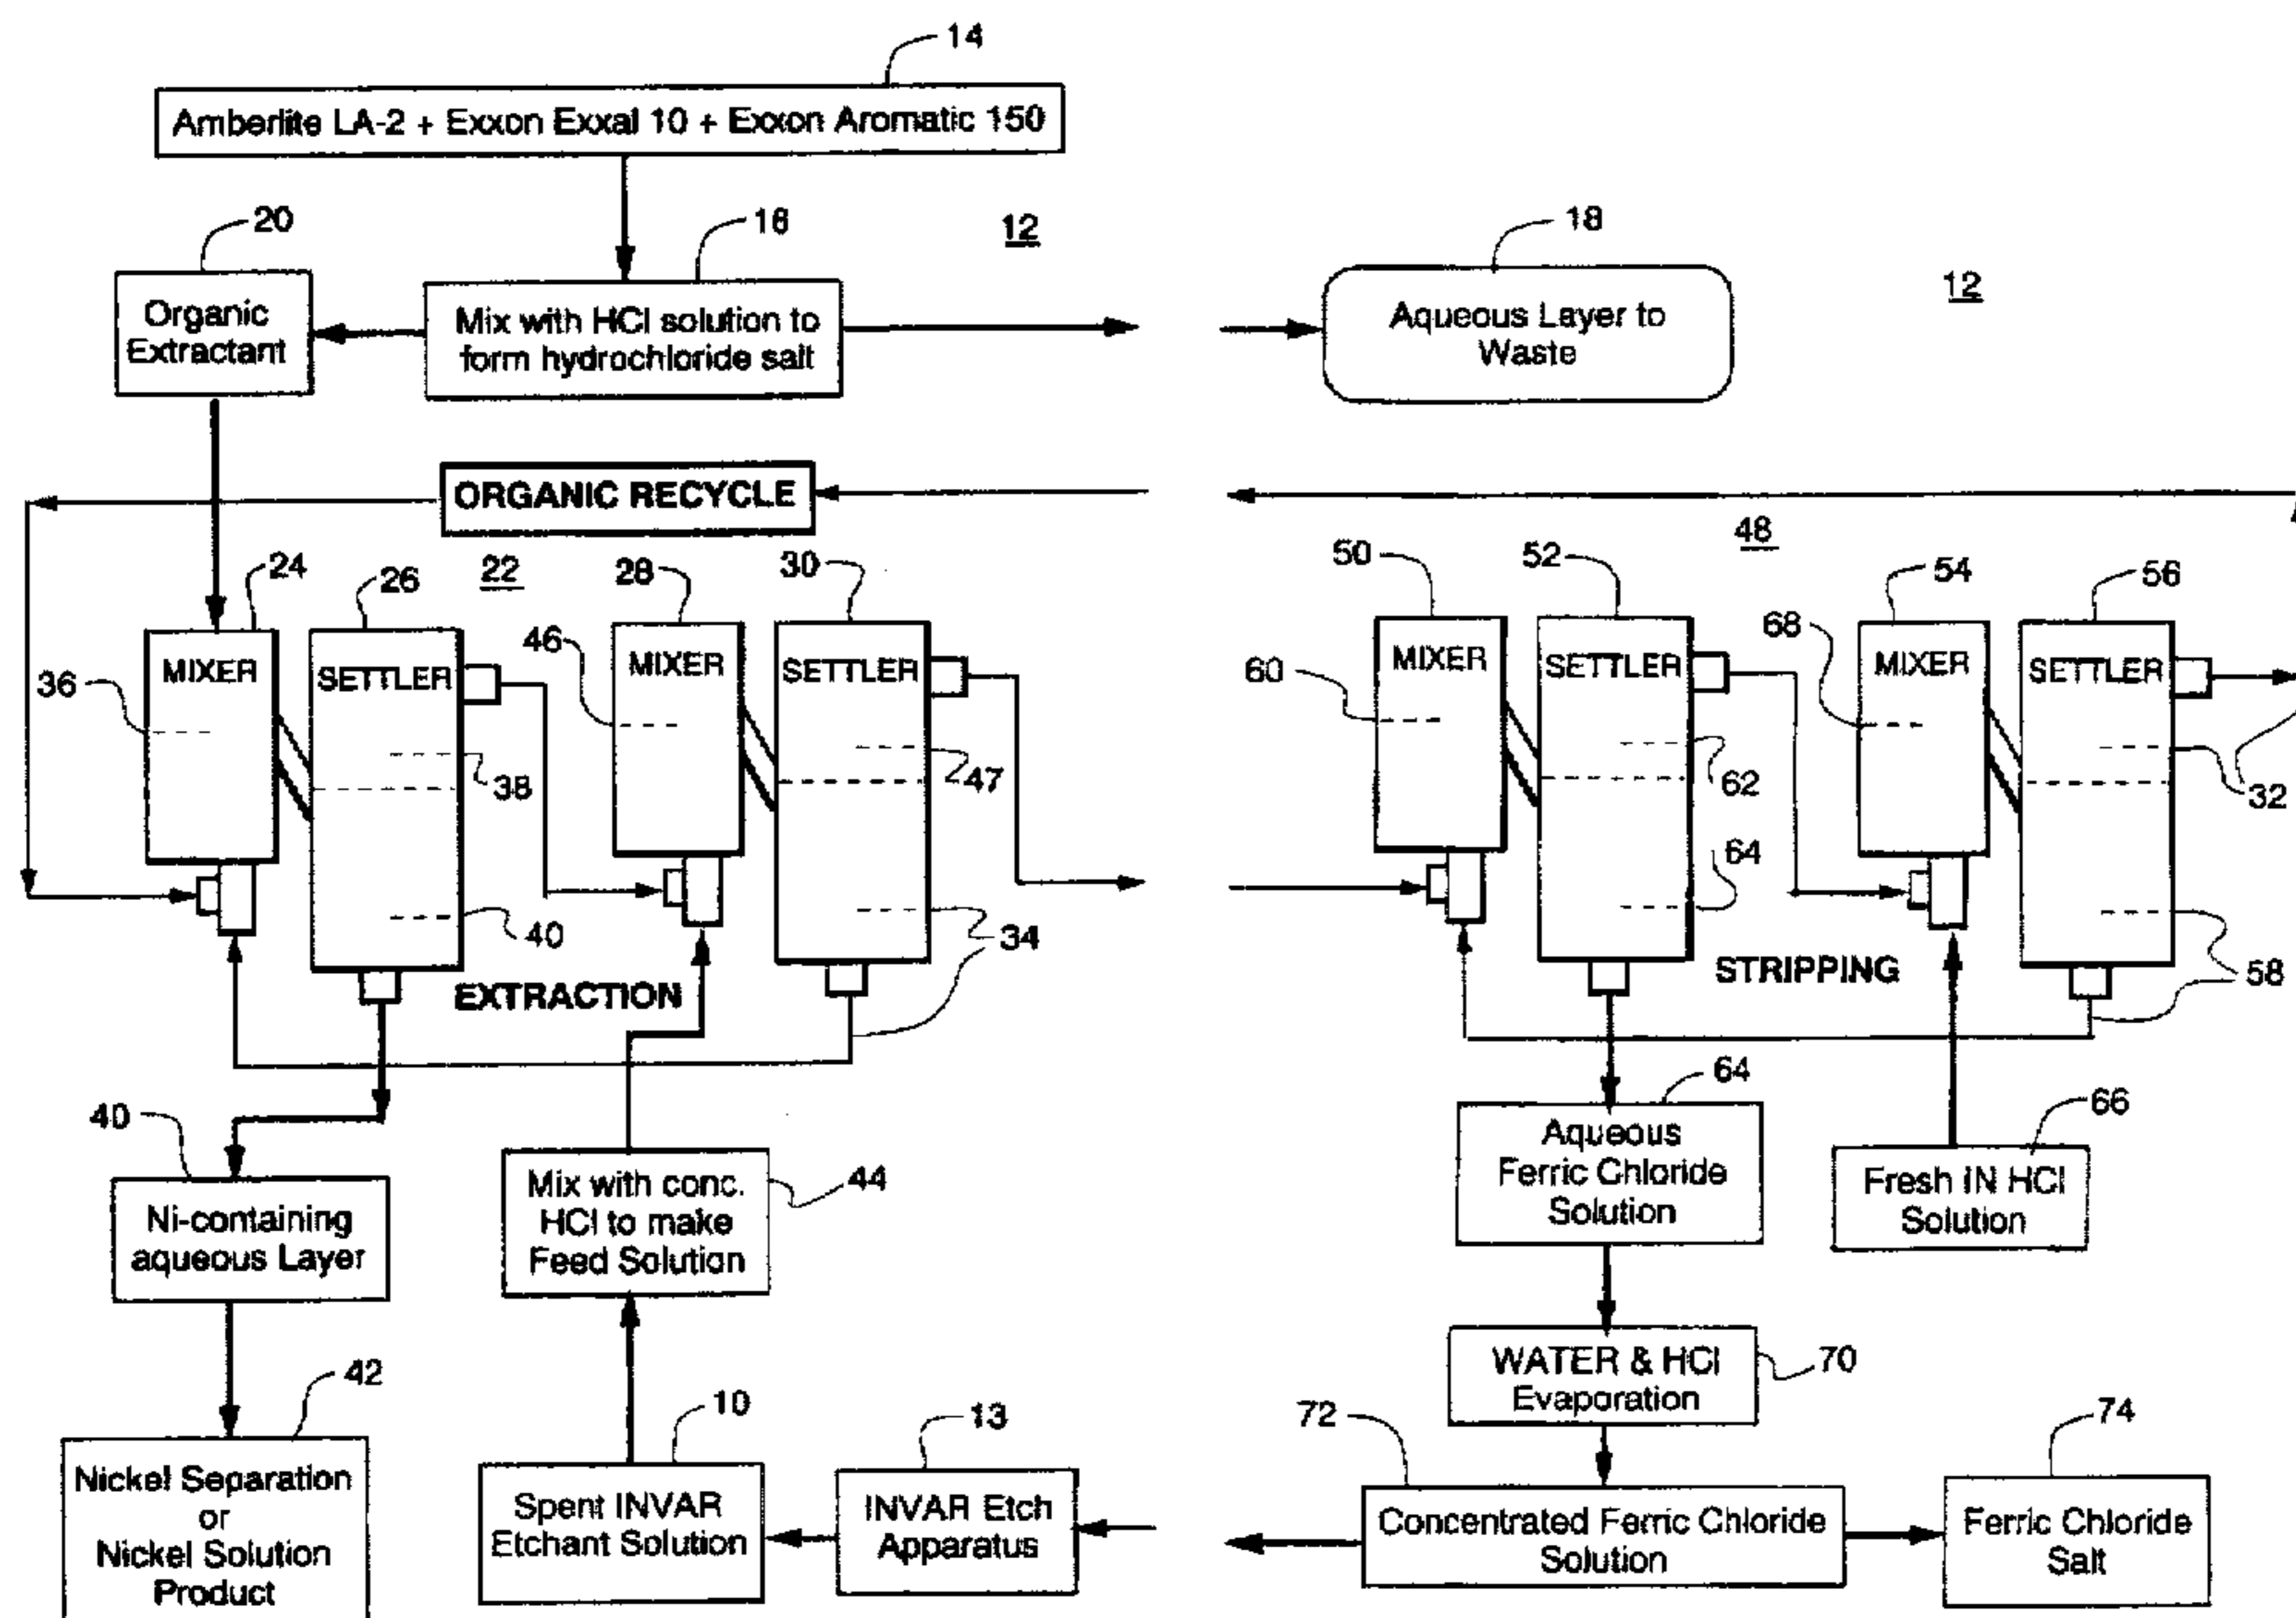 14
Amberlite LA-2 + Exxon Exxal 10 + Exxon Aromatic 150
20
16
12
18
12
Organic
Extractant
Mix with HCl solution to
form hydrochloride salt
Aqueous Layer to
Waste
ORGANIC RECYCLE
48
24
26
22
28
30
50
52
54
56
MIXER
SETTLER
MIXER
SETTLER
MIXER
SETTLER
MIXER
SETTLER
36
46
60
68
38
47
62
32
40
34
64
58
EXTRACTION
STRIPPING
40
Ni-containing
aqueous Layer
44
Mix with conc.
HCl to make
Feed Solution
64
Aqueous
Ferric Chloride
Solution
66
Fresh IN HCl
Solution
70
WATER & HCl
Evaporation
42
Nickel Separation
or
Nickel Solution
Product
10
Spent INVAR
Etchant Solution
13
INVAR Etch
Apparatus
72
Concentrated Ferric Chloride
Solution
74
Ferric Chloride
Salt